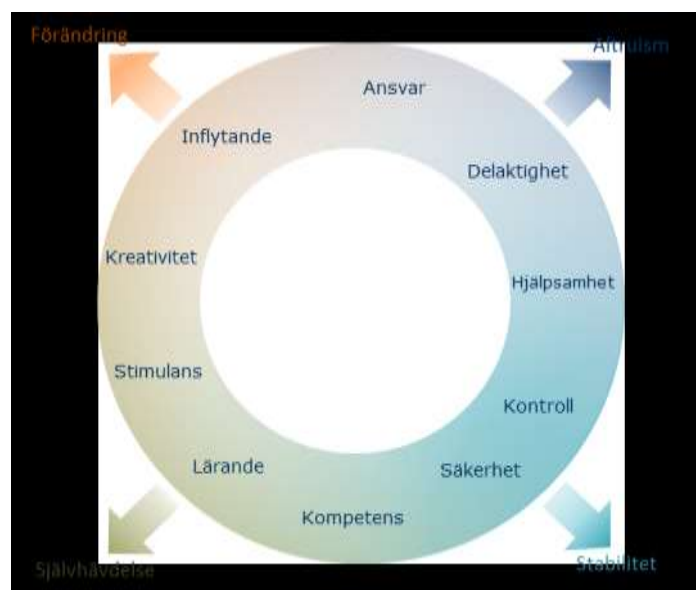 Förändring
Altruism
Ansvar
Inflytande
Delaktighet
Kreativitet
Hjälpsamhet
Stimulans
Kontroll
Lärande
Säkerhet
Kompetens
Självhävdelse
Stabilitet